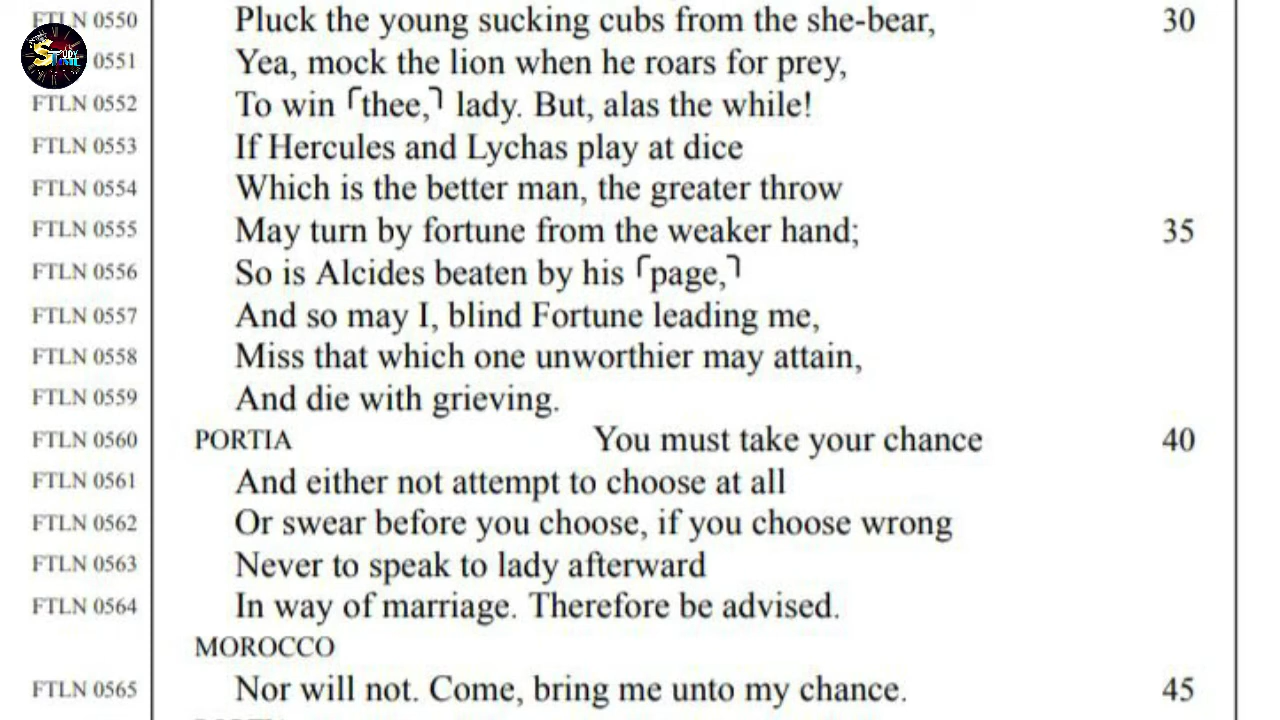 FTLN 0550 Pluck the young sucking cubs from the she-bear, 30
STUDY
0551 Yea, mock the lion when he roars for prey,
FTLN 0552 To win ⌜thee,⌝ lady. But, alas the while!
FTLN 0553 If Hercules and Lychas play at dice
FTLN 0554 Which is the better man, the greater throw
FTLN 0555 May turn by fortune from the weaker hand; 35
FTLN 0556 So is Alcides beaten by his ⌜page,⌝
FTLN 0557 And so may I, blind Fortune leading me,
FTLN 0558 Miss that which one unworthier may attain,
FTLN 0559 And die with grieving.
FTLN 0560 PORTIA You must take your chance 40
FTLN 0561 And either not attempt to choose at all
FTLN 0562 Or swear before you choose, if you choose wrong
FTLN 0563 Never to speak to lady afterward
FTLN 0564 In way of marriage. Therefore be advised.
MOROCCO
FTLN 0565 Nor will not. Come, bring me unto my chance. 45